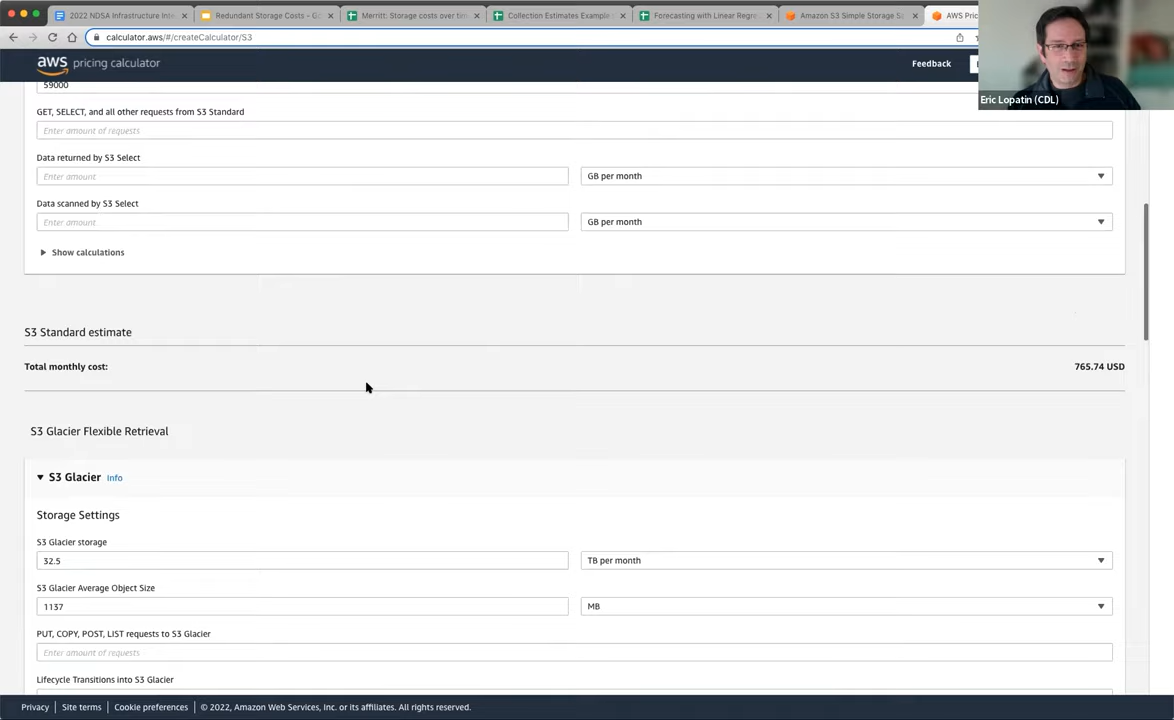 2022 NDSA Infrastructure Inte
Redundant Storage Costs - Go
Merritt: Storage costs over tim
Collection Estimates Example
Forecasting with Linear Regre
Amazon S3 Simple Storage Se
AWS Pric
calculator.aws/#/createCalculator/S3
aws pricing calculator
Feedback
Eric Lopatin (CDL)
59000
GET, SELECT, and all other requests from S3 Standard
Enter amount of requests
Data returned by S3 Select
Enter amount
GB per month
Data scanned by S3 Select
Enter amount
GB per month
Show calculations
S3 Standard estimate
Total monthly cost:
765.74 USD
S3 Glacier Flexible Retrieval
S3 Glacier Info
Storage Settings
S3 Glacier storage
32.5
TB per month
S3 Glacier Average Object Size
1137
MB
PUT, COPY, POST, LIST requests to S3 Glacier
Enter amount of requests
Lifecycle Transitions into S3 Glacier
Privacy
Site terms
Cookie preferences
© 2022, Amazon Web Services, Inc. or its affiliates. All rights reserved.